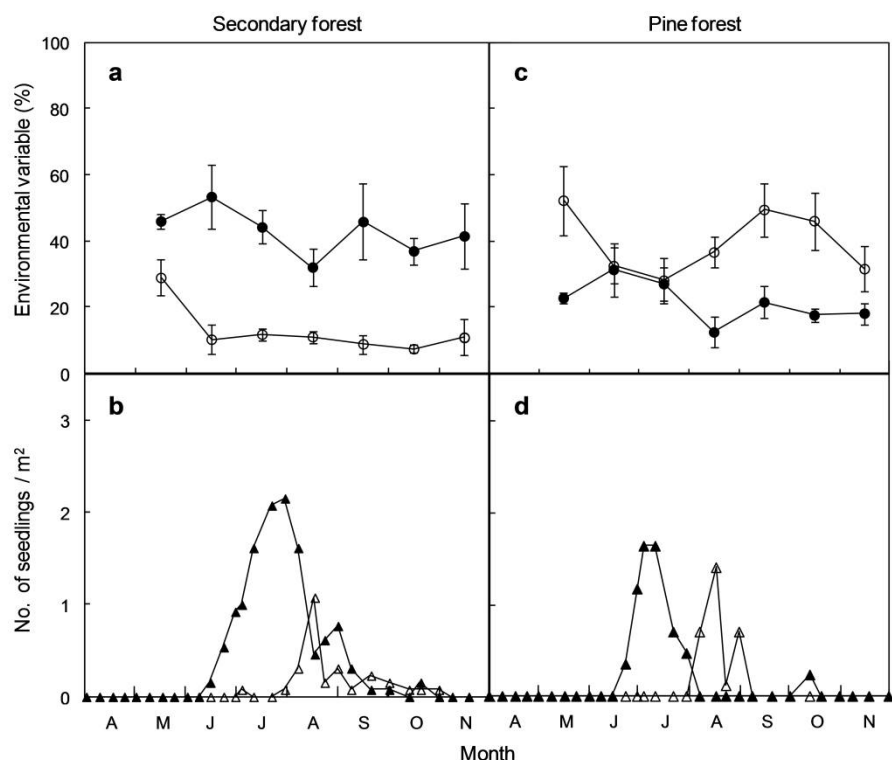 Secondary forest
Pine forest
Environmental variable (%)
100
80
60
40
20
0
a
c
No. of seedlings / m²
3
2
1
0
b
d
A M J J A S O N
A M J J A S O N
Month